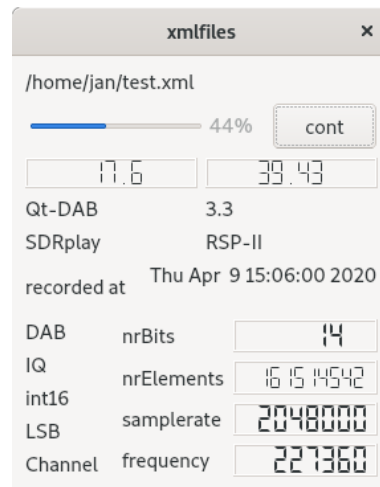 xmlfiles ×
/home/jan/test.xml
44% cont
17.6 39.43
Qt-DAB 3.3
SDRplay RSP-II
recorded at Thu Apr 9 15:06:00 2020
DAB nrBits 14
IQ nrElements 161514542
int16
LSB samplerate 2048000
Channel frequency 227360